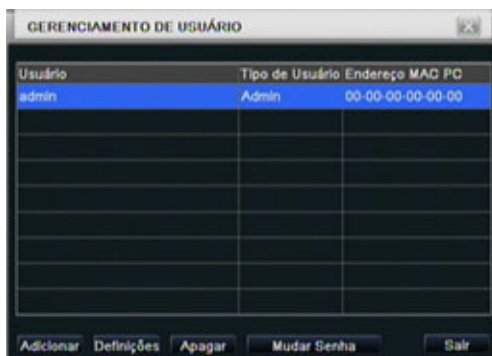 GERENCIAMENTO DE USUÁRIO
Usuário Tipo de Usuário Endereço MAC PC
admin Admin 00-00-00-00-00-00
Adicionar Definições Apagar Mudar Senha Sair